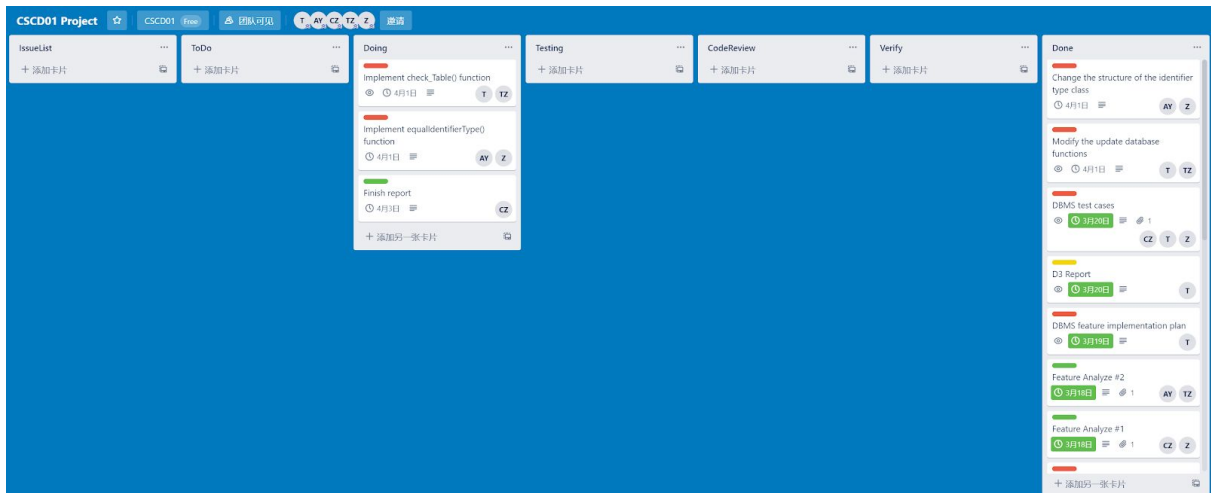 CSCD01 Project
CSCD01 Free
团队可见
T AY CZ TZ Z
邀请
IssueList
+ 添加卡片
ToDo
+ 添加卡片
Doing
Implement check_Table() function
4月1日
T TZ
Implement equalIdentifierType()
function
4月1日
AY Z
Finish report
4月3日
CZ
+ 添加另一张卡片
Testing
+ 添加卡片
CodeReview
+ 添加卡片
Verify
+ 添加卡片
Done
Change the structure of the identifier
type class
4月1日
AY Z
Modify the update database
functions
4月1日
T TZ
DBMS test cases
3月20日
1
CZ T Z
D3 Report
3月20日
T
DBMS feature implementation plan
3月19日
T
Feature Analyze #2
3月18日
1
AY TZ
Feature Analyze #1
3月18日
1
CZ Z
+ 添加另一张卡片